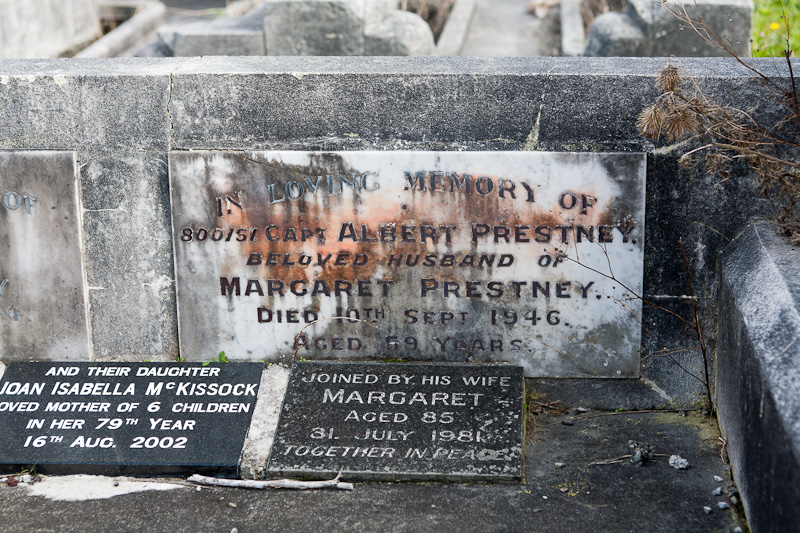 OF
IN LOVING MEMORY OF
800151 CAPT ALBERT PRESTNEY.
BELOVED HUSBAND OF
MARGARET PRESTNEY.
DIED 10TH SEPT 1946.
AGED 59 YEARS.
AND THEIR DAUGHTER
JOAN ISABELLA MCKISSOCK
OVED MOTHER OF 6 CHILDREN
IN HER 79TH YEAR
16TH AUG. 2002
JOINED BY HIS WIFE
MARGARET
AGED 85
31 JULY 1981
TOGETHER IN PEACE